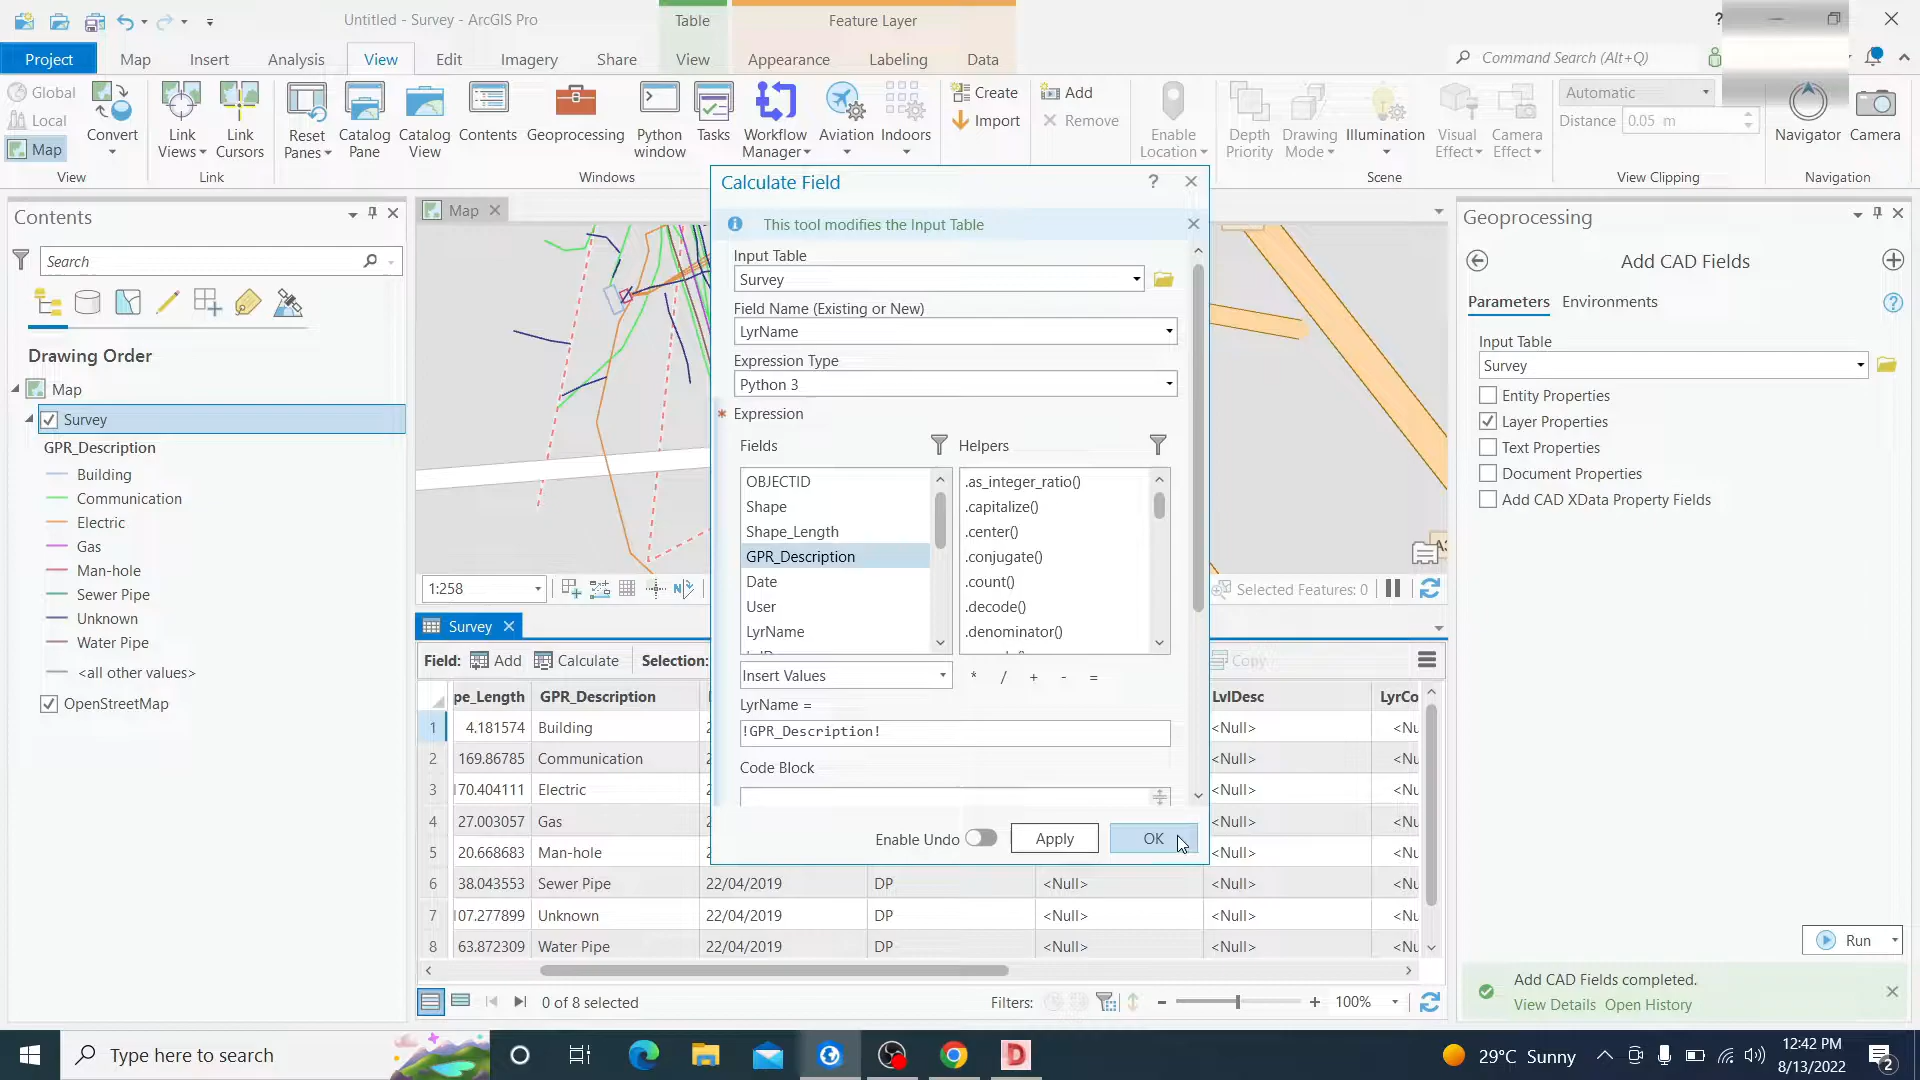 Untitled - Survey - ArcGIS Pro
Table
Feature Layer
?
Project
Map
Insert
Analysis
View
Edit
Imagery
Share
View
Appearance
Labeling
Data
Command Search (Alt+Q)
Global
Local
Map
Convert
Link Views
Link Cursors
Reset Panes
Catalog Pane
Catalog View
Contents
Geoprocessing
Python window
Tasks
Workflow Manager
Aviation
Indoors
Create
Import
Add
Remove
Enable Location
Depth Priority
Drawing Mode
Illumination
Visual Effect
Camera Effect
Automatic
Distance 0.05 m
Navigator
Camera
View
Link
Windows
Scene
View Clipping
Navigation
Contents
Search
Drawing Order
Map
Survey
GPR_Description
Building
Communication
Electric
Gas
Man-hole
Sewer Pipe
Unknown
Water Pipe
<all other values>
OpenStreetMap
Map
1:258
Selected Features: 0
Survey
Field: Add Calculate Selection:
Copy
pe_Length GPR_Description LvlDesc LyrCo
1 4.181574 Building <Null> <Nu
2 169.86785 Communication <Null> <Nu
3 170.404111 Electric <Null> <Nu
4 27.003057 Gas <Null> <Nu
5 20.668683 Man-hole <Null> <Nu
6 38.043553 Sewer Pipe 22/04/2019 DP <Null> <Null> <Nu
7 107.277899 Unknown 22/04/2019 DP <Null> <Null> <Nu
8 63.872309 Water Pipe 22/04/2019 DP <Null> <Null> <Nu
0 of 8 selected
Filters:
100%
Calculate Field
?
This tool modifies the Input Table
Input Table
Survey
Field Name (Existing or New)
LyrName
Expression Type
Python 3
* Expression
Fields
Helpers
OBJECTID
Shape
Shape_Length
GPR_Description
Date
User
LyrName
.as_integer_ratio()
.capitalize()
.center()
.conjugate()
.count()
.decode()
.denominator()
Insert Values
* / + - =
LyrName =
!GPR_Description!
Code Block
Enable Undo
Apply
OK
Geoprocessing
Add CAD Fields
Parameters Environments
?
Input Table
Survey
Entity Properties
Layer Properties
Text Properties
Document Properties
Add CAD XData Property Fields
Run
Add CAD Fields completed.
View Details Open History
Type here to search
29°C Sunny
12:42 PM
8/13/2022
2